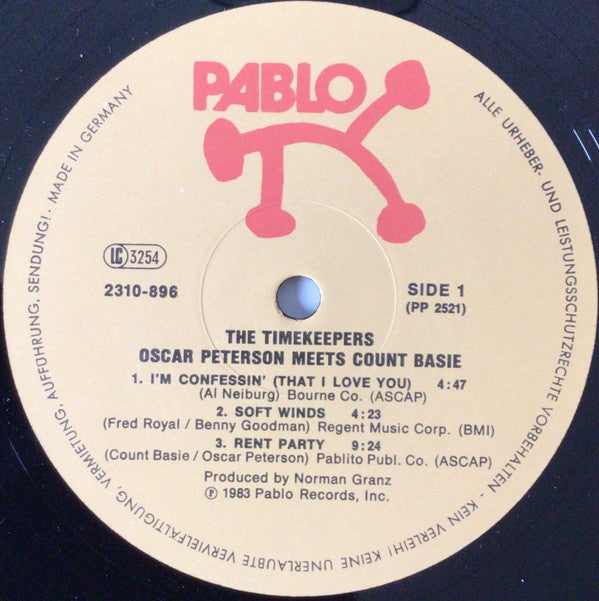 PABLO
LC 3254
2310-896
SIDE 1
(PP 2521)
THE TIMEKEEPERS
OSCAR PETERSON MEETS COUNT BASIE
1. I'M CONFESSIN' (THAT I LOVE YOU) 4:47
(Al Neiburg) Bourne Co. (ASCAP)
2. SOFT WINDS 4:23
(Fred Royal / Benny Goodman) Regent Music Corp. (BMI)
3. RENT PARTY 9:24
(Count Basie / Oscar Peterson) Pablito Publ. Co. (ASCAP)
Produced by Norman Granz
℗ 1983 Pablo Records, Inc.
ALLE URHEBER- UND LEISTUNGSSCHUTZRECHTE VORBEHALTEN - KEIN VERLEIH! KEINE UNERLAUBTE VERVIELFÄLTIGUNG, VERMIETUNG, AUFFÜHRUNG, SENDUNG! · MADE IN GERMANY